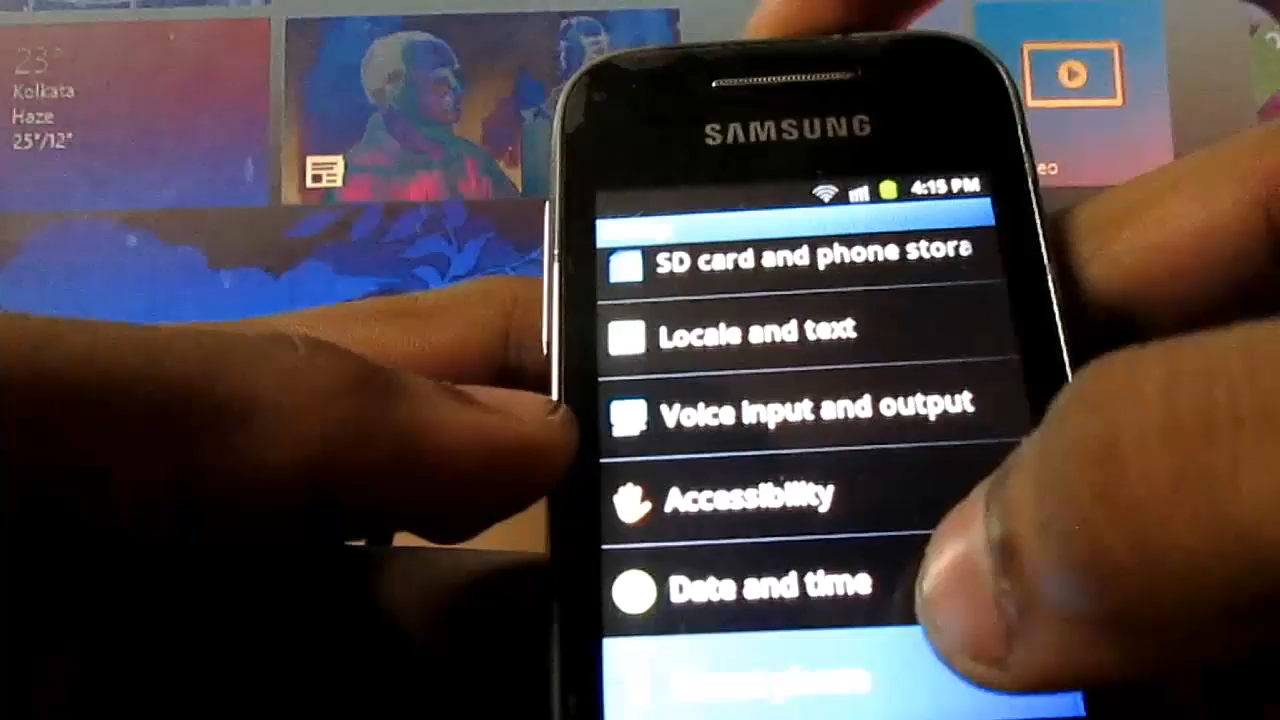 23°
Kolkata
Haze
25°/12°
eo
SAMSUNG
4:15 PM
SD card and phone stora
Locale and text
Voice input and output
Accessibility
Date and time